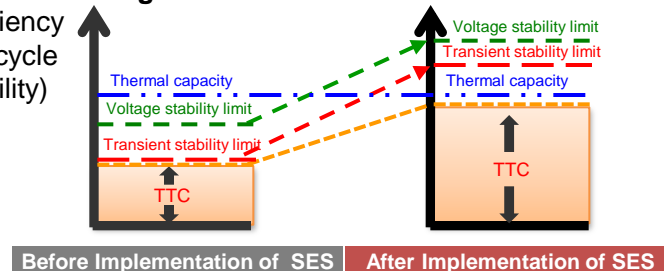 iency
cycle
ility)
Thermal capacity
Voltage stability limit
Transient stability limit
TTC
Before Implementation of SES
Voltage stability limit
Transient stability limit
Thermal capacity
TTC
After Implementation of SES